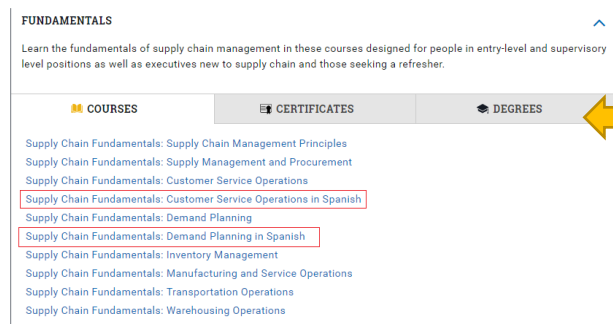 FUNDAMENTALS
Learn the fundamentals of supply chain management in these courses designed for people in entry-level and supervisory
level positions as well as executives new to supply chain and those seeking a refresher.
COURSES
CERTIFICATES
DEGREES
Supply Chain Fundamentals: Supply Chain Management Principles
Supply Chain Fundamentals: Supply Management and Procurement
Supply Chain Fundamentals: Customer Service Operations
Supply Chain Fundamentals: Customer Service Operations in Spanish
Supply Chain Fundamentals: Demand Planning
Supply Chain Fundamentals: Demand Planning in Spanish
Supply Chain Fundamentals: Inventory Management
Supply Chain Fundamentals: Manufacturing and Service Operations
Supply Chain Fundamentals: Transportation Operations
Supply Chain Fundamentals: Warehousing Operations